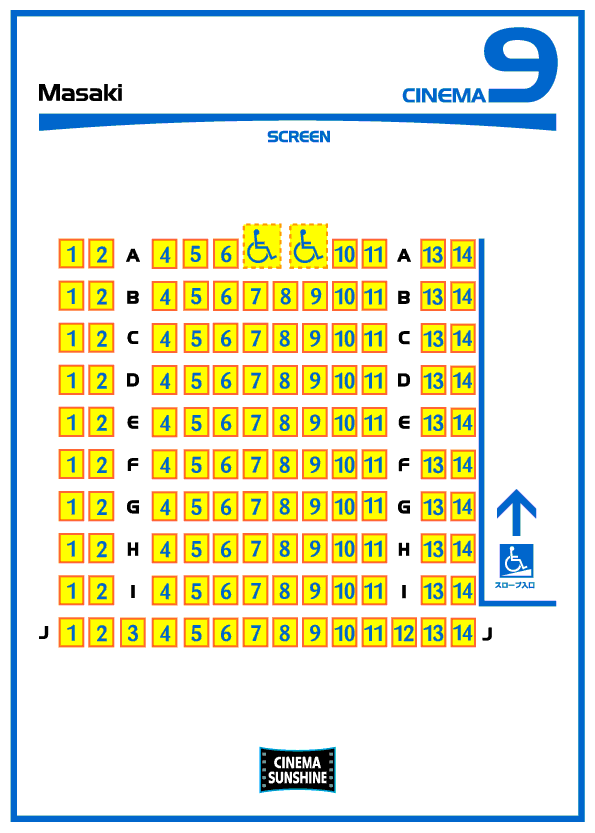 Masaki
CINEMA 9
SCREEN
1 2 A 4 5 6 10 11 A 13 14
1 2 B 4 5 6 7 8 9 10 11 B 13 14
1 2 C 4 5 6 7 8 9 10 11 C 13 14
1 2 D 4 5 6 7 8 9 10 11 D 13 14
1 2 E 4 5 6 7 8 9 10 11 E 13 14
1 2 F 4 5 6 7 8 9 10 11 F 13 14
1 2 G 4 5 6 7 8 9 10 11 G 13 14
1 2 H 4 5 6 7 8 9 10 11 H 13 14
1 2 I 4 5 6 7 8 9 10 11 I 13 14
スロープ入口
J 1 2 3 4 5 6 7 8 9 10 11 12 13 14 J
CINEMA
SUNSHINE